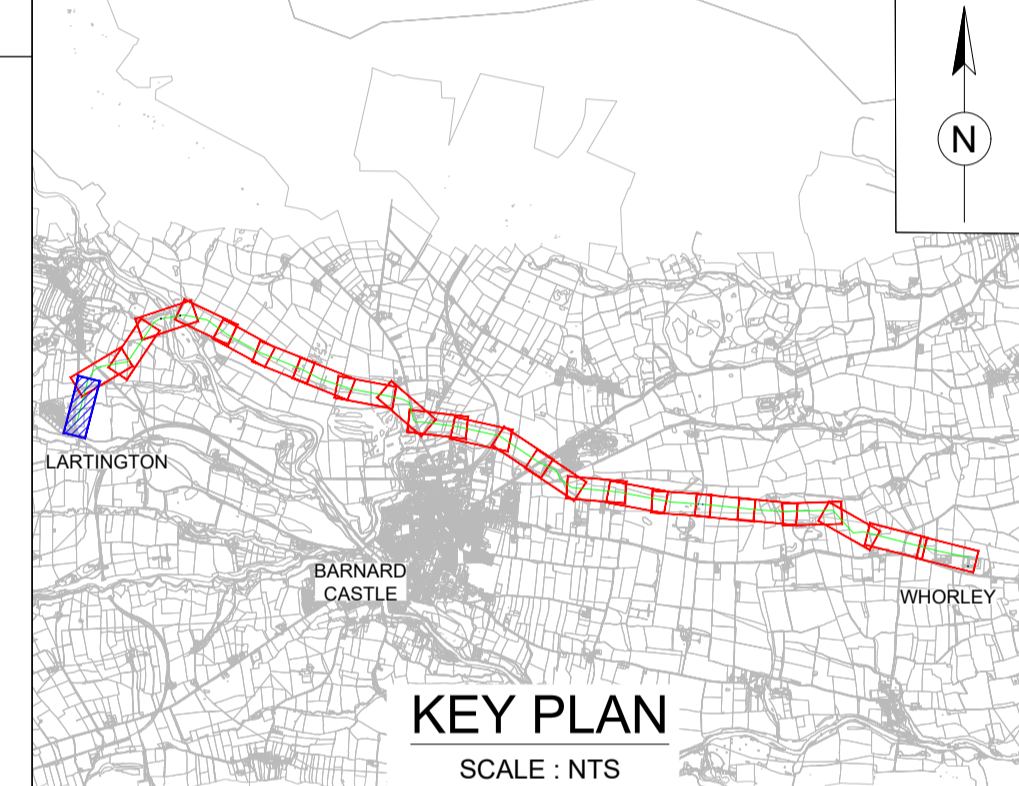 N
LARTINGTON
BARNARD
CASTLE
WHORLEY
KEY PLAN
SCALE : NTS